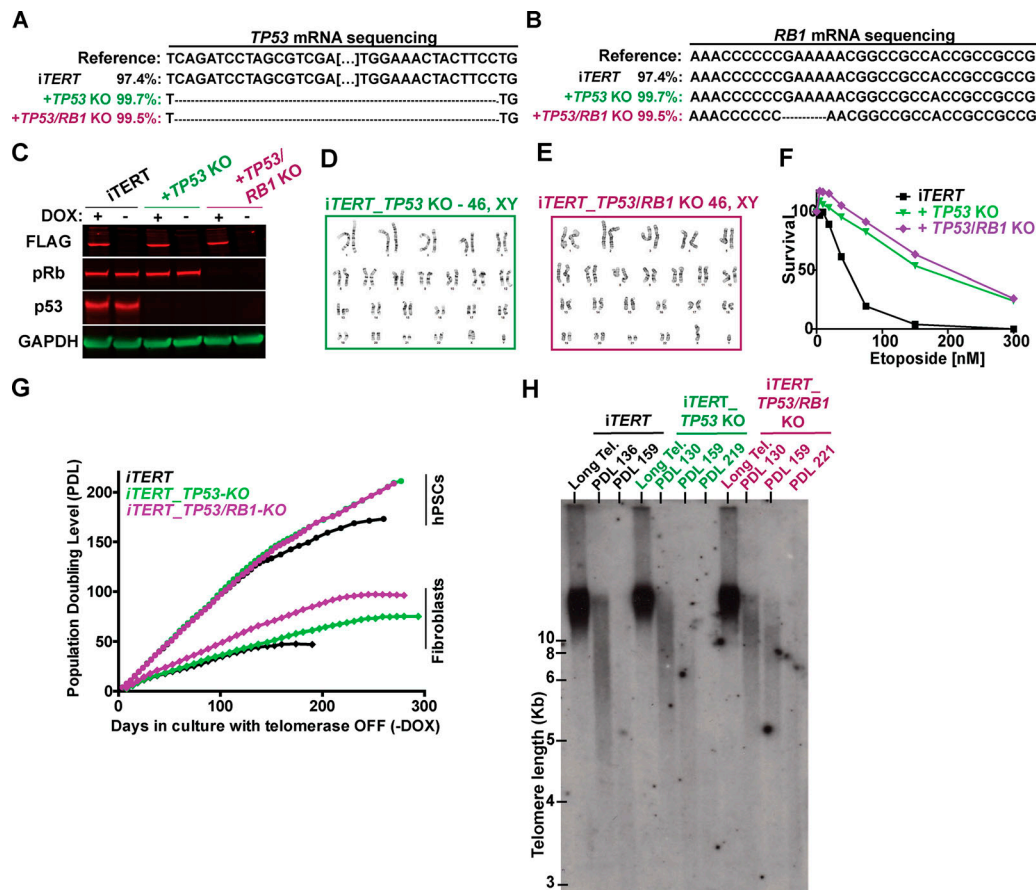 A
TP53 mRNA sequencing
Reference: TCAGATCCTAGCGTCGA[...]TGGAAACTACTTCCTG
iTERT 97.4%: TCAGATCCTAGCGTCGA[...]TGGAAACTACTTCCTG
+TP53 KO 99.7%: T------------------------------------------------------------TG
+TP53/RB1 KO 99.5%: T------------------------------------------------------------TG
B
RB1 mRNA sequencing
Reference: AAACCCCCCGAAAAACGGCCGCCACCGCCGCCG
iTERT 97.4%: AAACCCCCCGAAAAACGGCCGCCACCGCCGCCG
+TP53 KO 99.7%: AAACCCCCCGAAAAACGGCCGCCACCGCCGCCG
+TP53/RB1 KO 99.5%: AAACCCCCC----------AACGGCCGCCACCGCCGCCG
C
iTERT
+TP53 KO
+TP53/
RB1 KO
DOX: + - + - + -
FLAG
pRb
p53
GAPDH
D
iTERT_TP53 KO - 46, XY
E
iTERT_TP53/RB1 KO 46, XY
F
iTERT
+ TP53 KO
+ TP53/RB1 KO
Survival
100
50
0
0 100 200 300
Etoposide [nM]
G
iTERT
iTERT_TP53-KO
iTERT_TP53/RB1-KO
Population Doubling Level (PDL)
200
150
100
50
0
0 100 200 300
Days in culture with telomerase OFF (-DOX)
hPSCs
Fibroblasts
H
iTERT
iTERT_
TP53 KO
iTERT_
TP53/RB1
KO
Long Tel.
PDL 136
PDL 159
Long Tel.
PDL 130
PDL 159
PDL 219
Long Tel.
PDL 130
PDL 159
PDL 221
Telomere length (Kb)
10
8
6
5
4
3